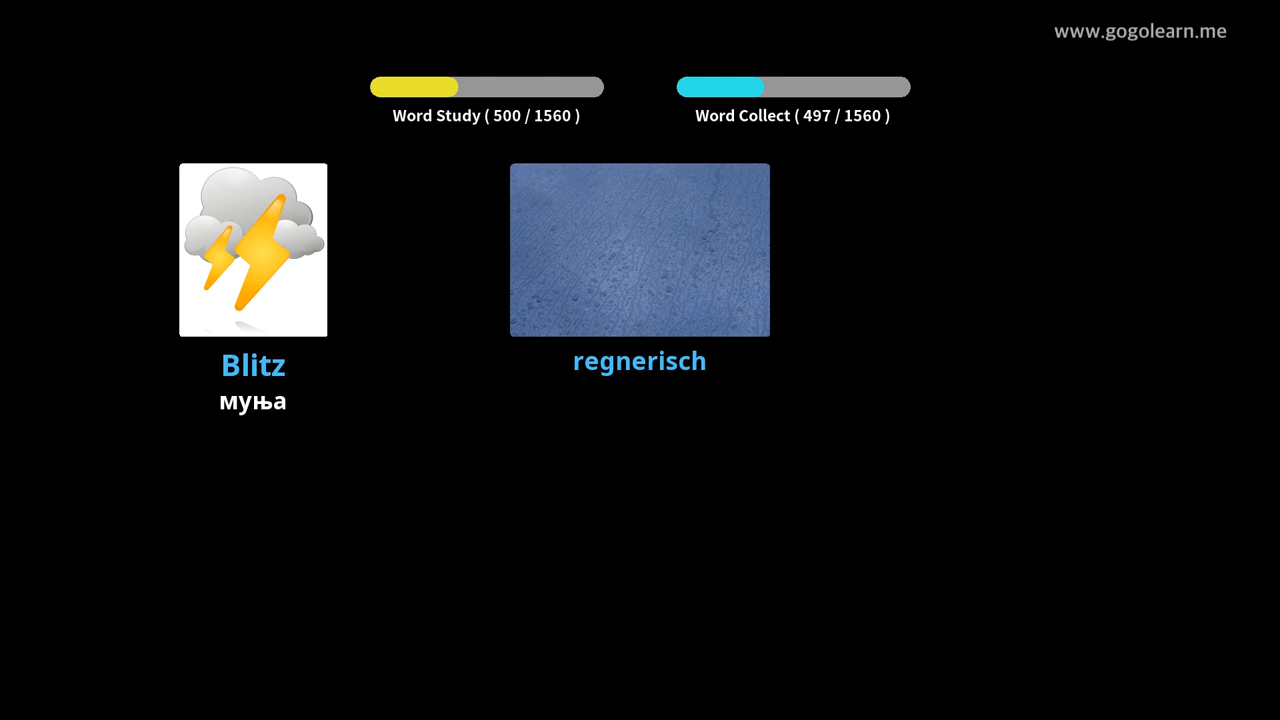 www.gogolearn.me
Word Study ( 500 / 1560 )
Word Collect ( 497 / 1560 )
Blitz
муња
regnerisch